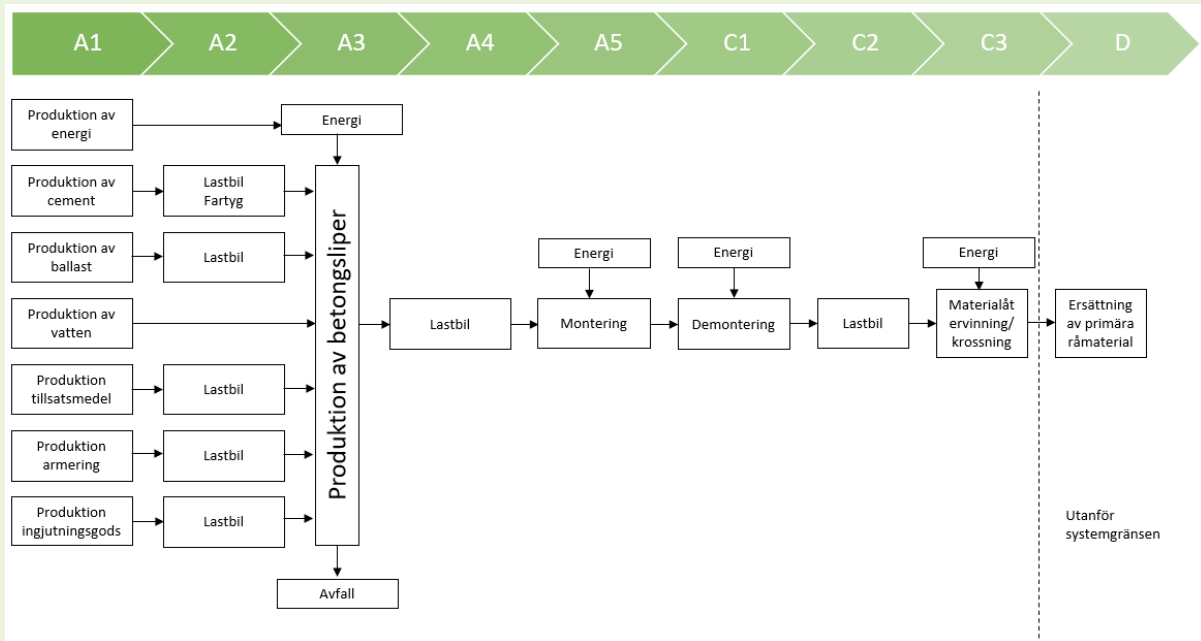 A1
A2
A3
A4
A5
C1
C2
C3
D
Produktion av
energi
Energi
Produktion av
cement
Lastbil
Fartyg
Produktion av
ballast
Lastbil
Produktion av
vatten
Produktion
tillsatsmedel
Lastbil
Produktion
armering
Lastbil
Produktion
ingjutningsgods
Lastbil
Produktion av betongsliper
Avfall
Lastbil
Energi
Montering
Energi
Demontering
Lastbil
Energi
Materialåt
ervinning/
krossning
Ersättning
av primära
råmaterial
Utanför
systemgränsen